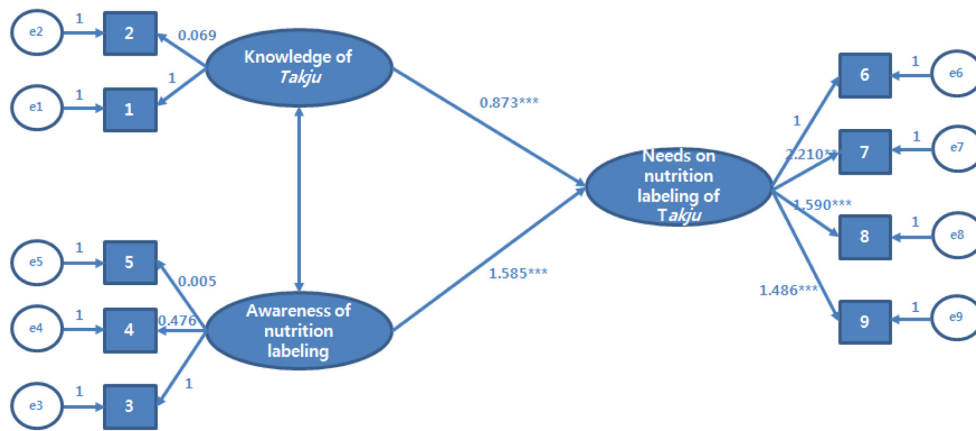 1
e2
2
0.069
Knowledge of
Takju
1
e1
1
1
0.873***
1
6
e6
1
2.210**
7
1
e7
Needs on
nutrition
labeling of
Takju
1.590***
8
1
e8
1.486***
9
1
e9
1.585***
1
e5
5
0.005
1
e4
4
0.476
Awareness of
nutrition
labeling
1
e3
3
1